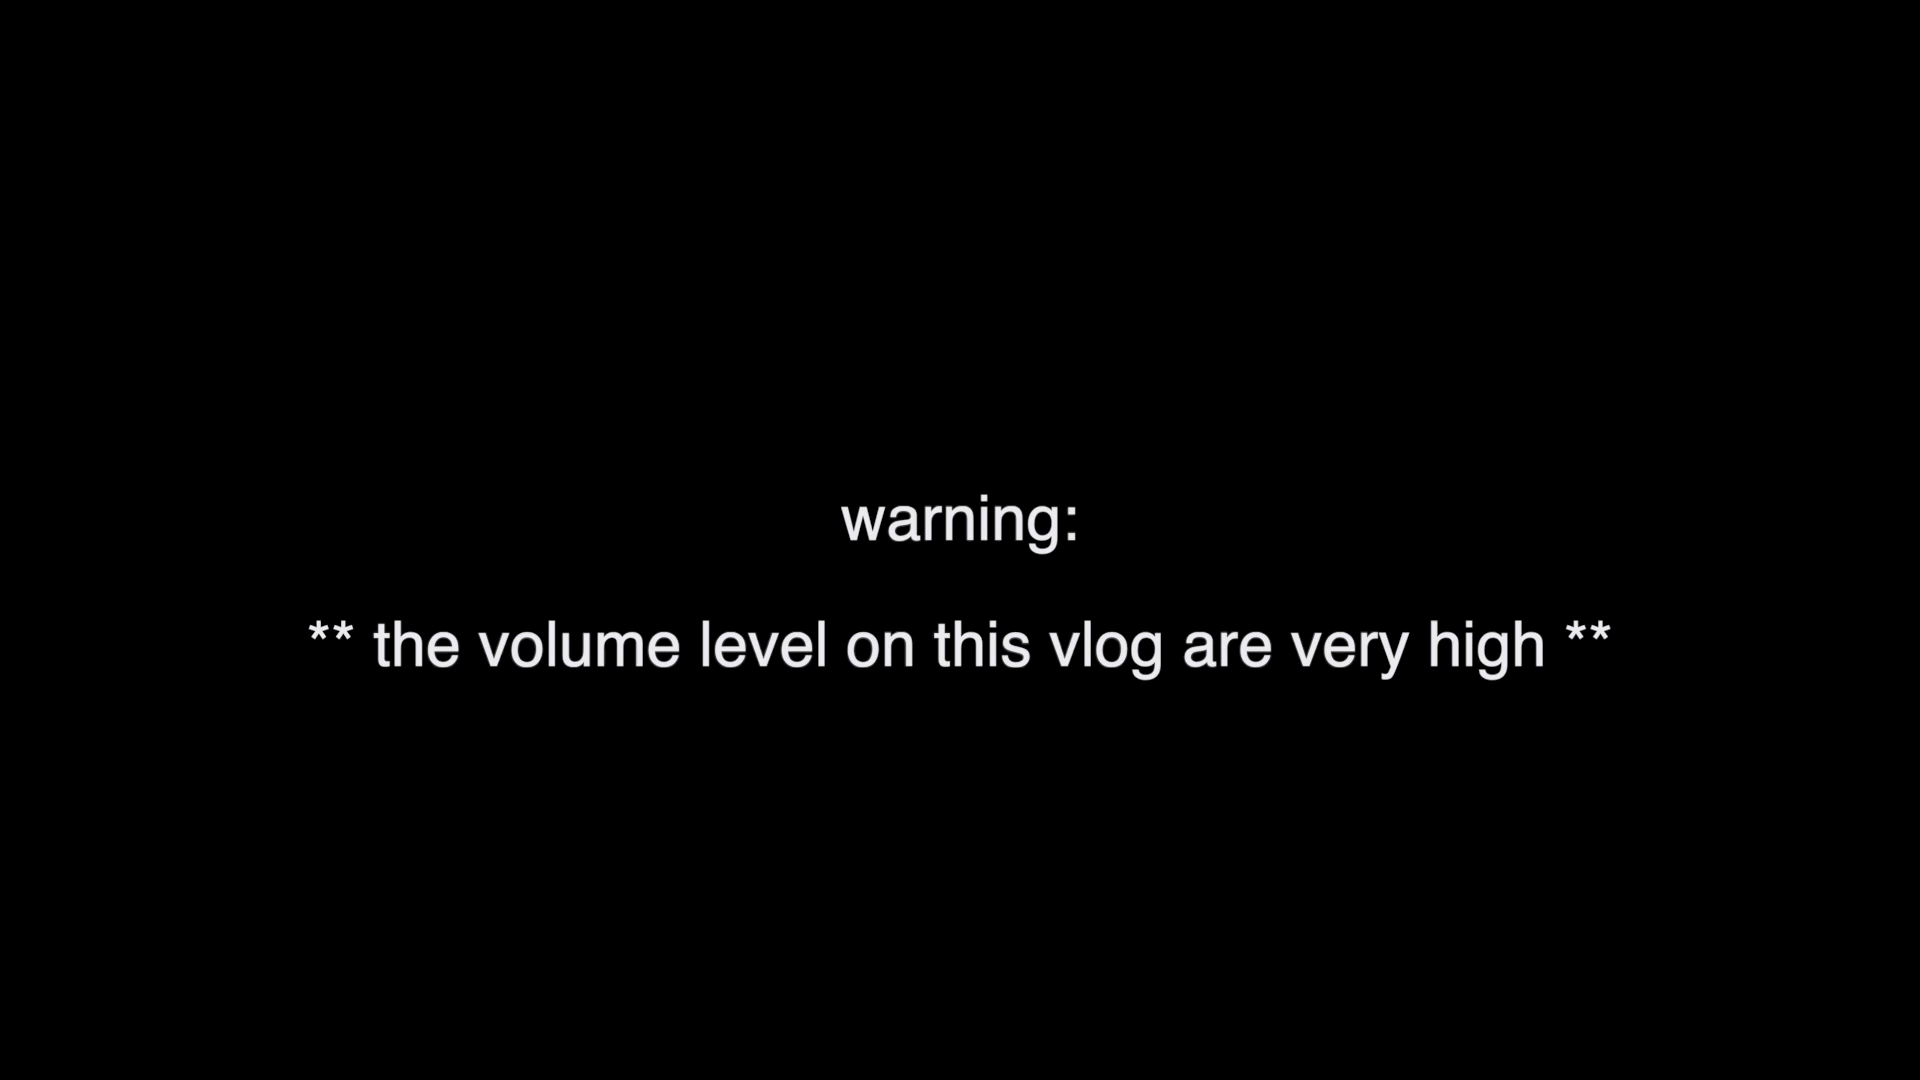 warning:
** the volume level on this vlog are very high **